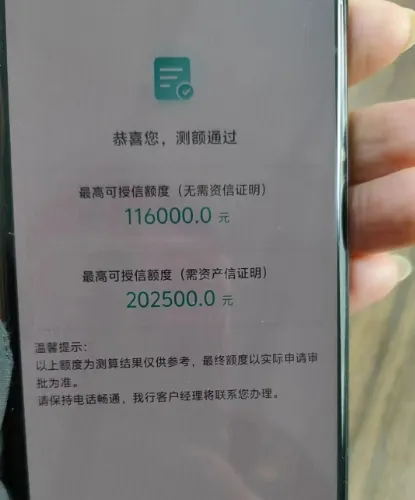 恭喜您，测额通过
最高可授信额度（无需资信证明）
116000.0 元
最高可授信额度（需资产信证明）
202500.0 元
温馨提示：
以上额度为测算结果仅供参考，最终额度以实际申请审
批为准。
请保持电话畅通，我行客户经理将联系您办理。